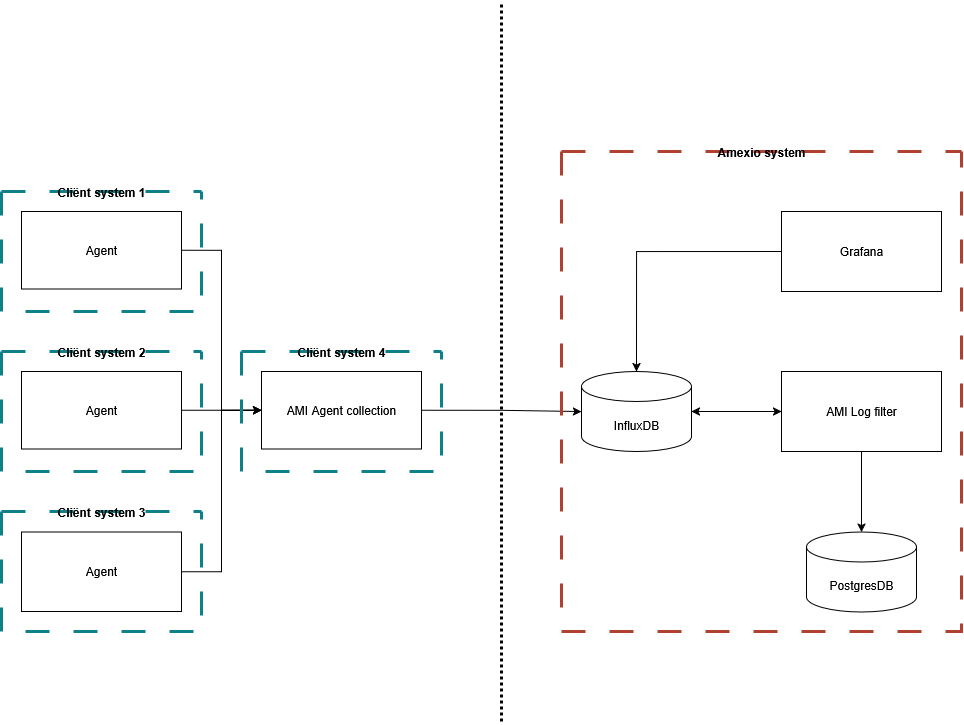 Amexio system
Cliënt system 1
Agent
Grafana
Cliënt system 2
Cliënt system 4
Agent
AMI Agent collection
InfluxDB
AMI Log filter
Cliënt system 3
Agent
PostgresDB